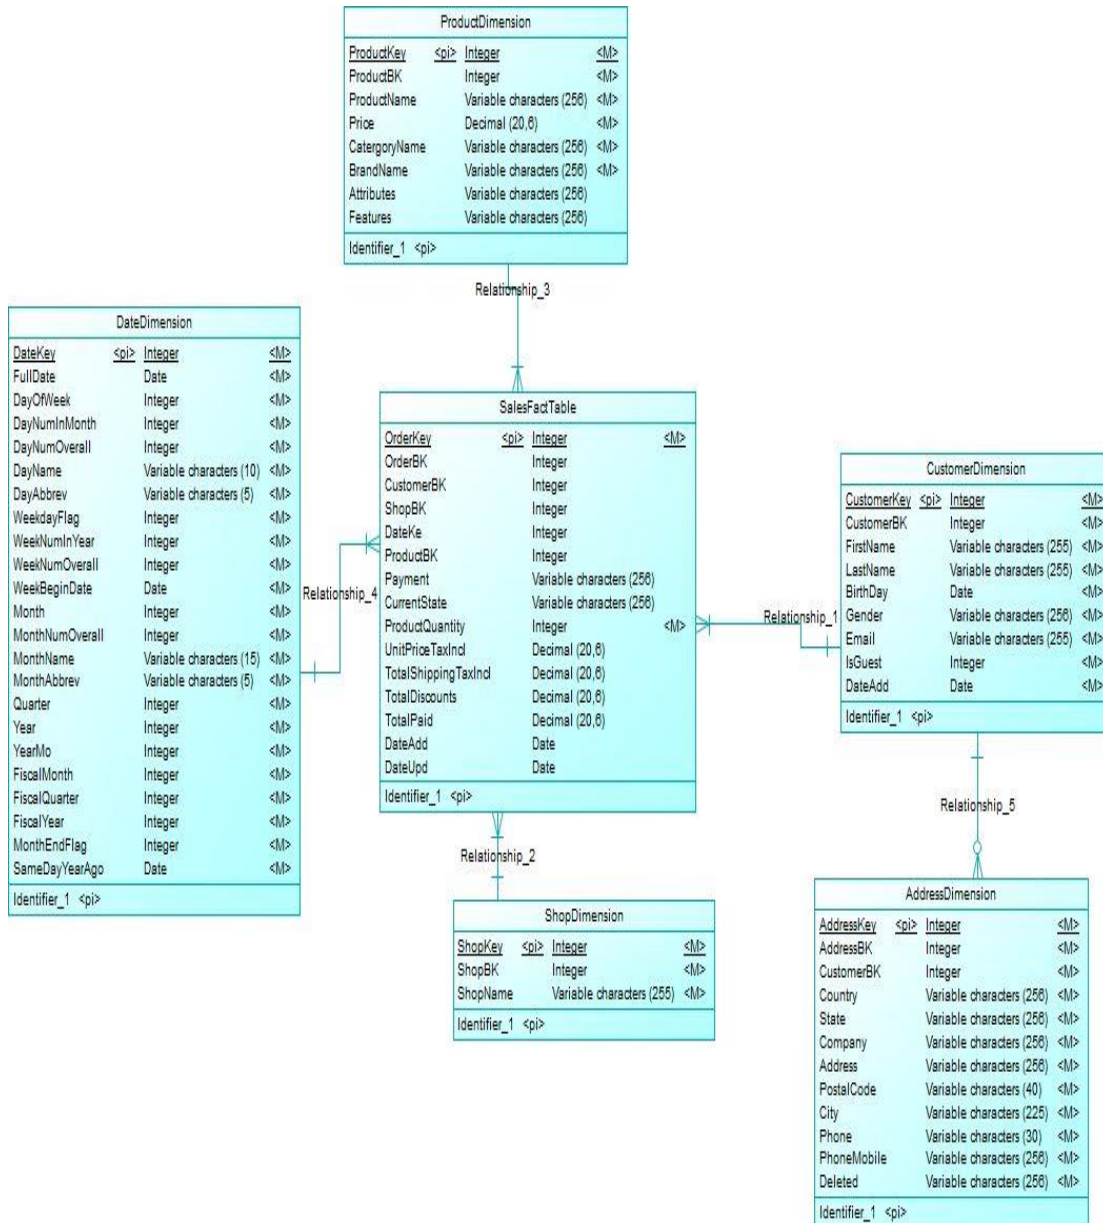 ProductDimension
ProductKey <pi> Integer <M>
ProductBK Integer <M>
ProductName Variable characters (256) <M>
Price Decimal (20,6) <M>
CatergoryName Variable characters (256) <M>
BrandName Variable characters (256) <M>
Attributes Variable characters (256)
Features Variable characters (256)
Identifier_1 <pi>
Relationship_3
DateDimension
DateKey <pi> Integer <M>
FullDate Date <M>
DayOfWeek Integer <M>
DayNumInMonth Integer <M>
DayNumOverall Integer <M>
DayName Variable characters (10) <M>
DayAbbrev Variable characters (5) <M>
WeekdayFlag Integer <M>
WeekNumInYear Integer <M>
WeekNumOverall Integer <M>
WeekBeginDate Date <M>
Month Integer <M>
MonthNumOverall Integer <M>
MonthName Variable characters (15) <M>
MonthAbbrev Variable characters (5) <M>
Quarter Integer <M>
Year Integer <M>
YearMo Integer <M>
FiscalMonth Integer <M>
FiscalQuarter Integer <M>
FiscalYear Integer <M>
MonthEndFlag Integer <M>
SameDayYearAgo Date <M>
Identifier_1 <pi>
Relationship_4
SalesFactTable
OrderKey <pi> Integer <M>
OrderBK Integer
CustomerBK Integer
ShopBK Integer
DateKe Integer
ProductBK Integer
Payment Variable characters (256)
CurrentState Variable characters (256)
ProductQuantity Integer <M>
UnitPriceTaxIncl Decimal (20,6)
TotalShippingTaxIncl Decimal (20,6)
TotalDiscounts Decimal (20,6)
TotalPaid Decimal (20,6)
DateAdd Date
DateUpd Date
Identifier_1 <pi>
Relationship_1
CustomerDimension
CustomerKey <pi> Integer <M>
CustomerBK Integer <M>
FirstName Variable characters (255) <M>
LastName Variable characters (255) <M>
BirthDay Date <M>
Gender Variable characters (256) <M>
Email Variable characters (255) <M>
IsGuest Integer <M>
DateAdd Date <M>
Identifier_1 <pi>
Relationship_5
Relationship_2
ShopDimension
ShopKey <pi> Integer <M>
ShopBK Integer <M>
ShopName Variable characters (255) <M>
Identifier_1 <pi>
AddressDimension
AddressKey <pi> Integer <M>
AddressBK Integer <M>
CustomerBK Integer <M>
Country Variable characters (256) <M>
State Variable characters (256) <M>
Company Variable characters (256) <M>
Address Variable characters (256) <M>
PostalCode Variable characters (40) <M>
City Variable characters (225) <M>
Phone Variable characters (30) <M>
PhoneMobile Variable characters (256) <M>
Deleted Variable characters (256) <M>
Identifier_1 <pi>